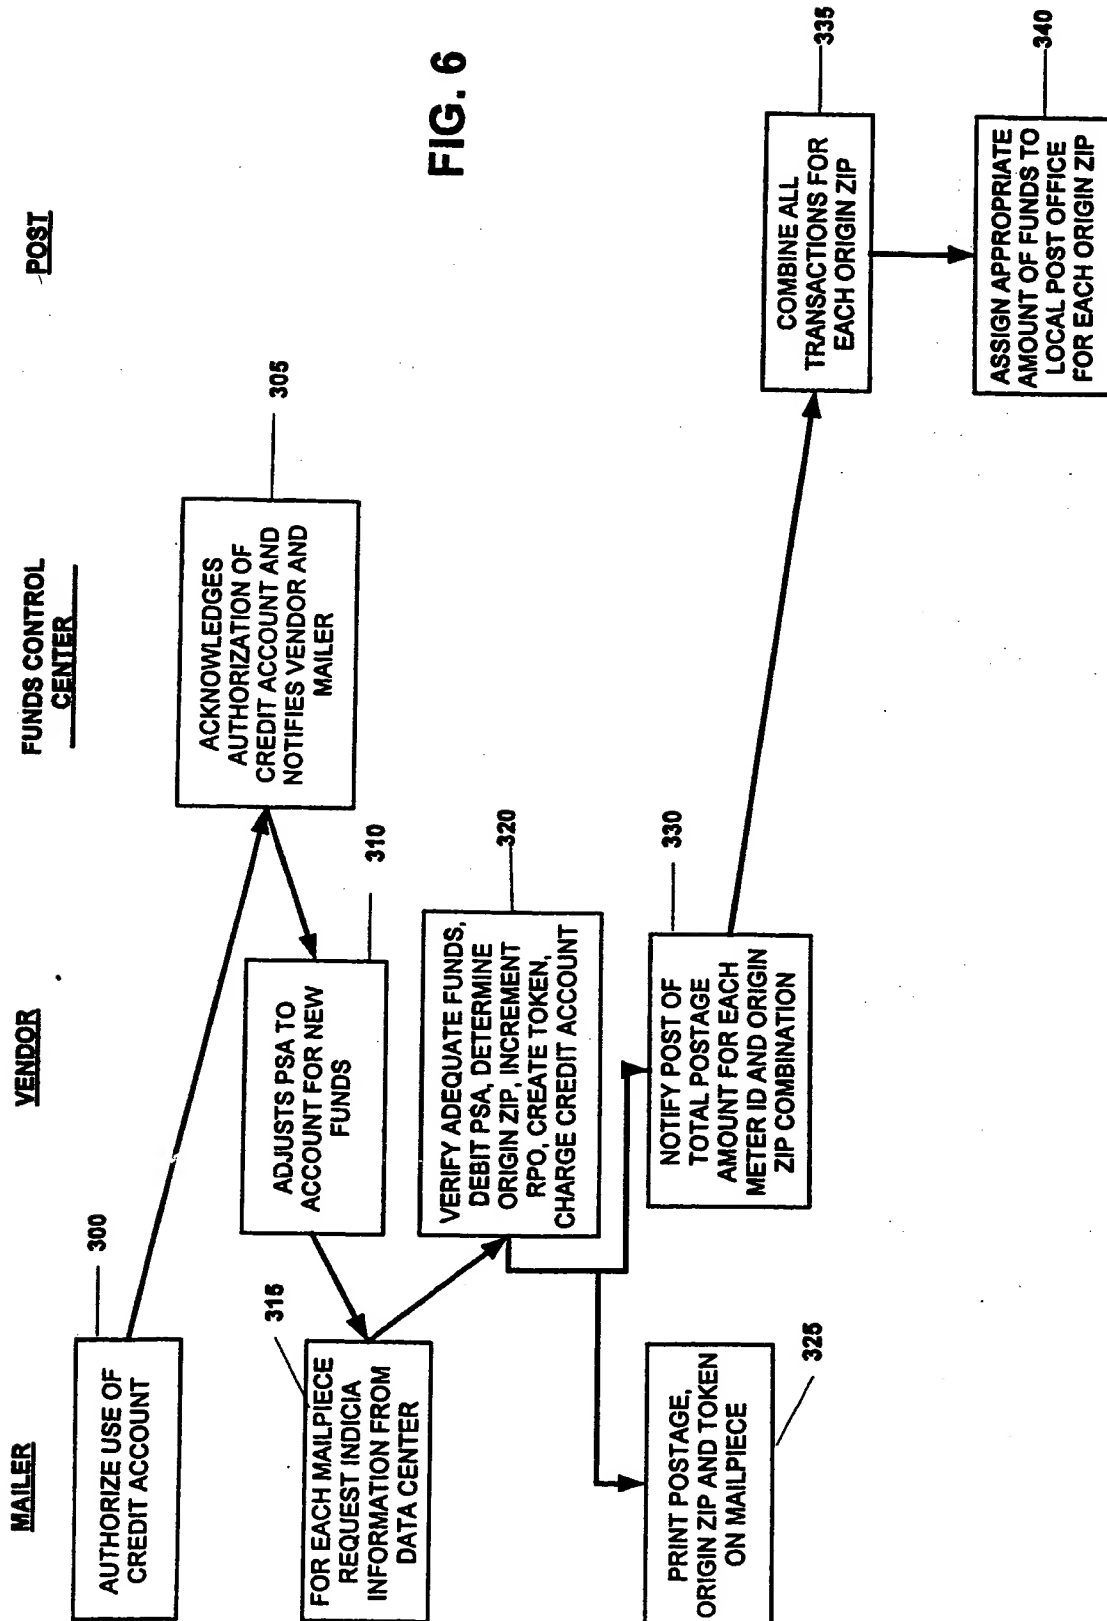 MAILER
VENDOR
FUNDS CONTROL
CENTER
POST
FIG. 6
300
AUTHORIZE USE OF
CREDIT ACCOUNT
305
ACKNOWLEDGES
AUTHORIZATION OF
CREDIT ACCOUNT AND
NOTIFIES VENDOR AND
MAILER
310
ADJUSTS PSA TO
ACCOUNT FOR NEW
FUNDS
315
FOR EACH MAILPIECE
REQUEST INDICIA
INFORMATION FROM
DATA CENTER
320
VERIFY ADEQUATE FUNDS,
DEBIT PSA, DETERMINE
ORIGIN ZIP, INCREMENT
RPO, CREATE TOKEN,
CHARGE CREDIT ACCOUNT
325
PRINT POSTAGE,
ORIGIN ZIP AND TOKEN
ON MAILPIECE
330
NOTIFY POST OF
TOTAL POSTAGE
AMOUNT FOR EACH
METER ID AND ORIGIN
ZIP COMBINATION
335
COMBINE ALL
TRANSACTIONS FOR
EACH ORIGIN ZIP
340
ASSIGN APPROPRIATE
AMOUNT OF FUNDS TO
LOCAL POST OFFICE
FOR EACH ORIGIN ZIP